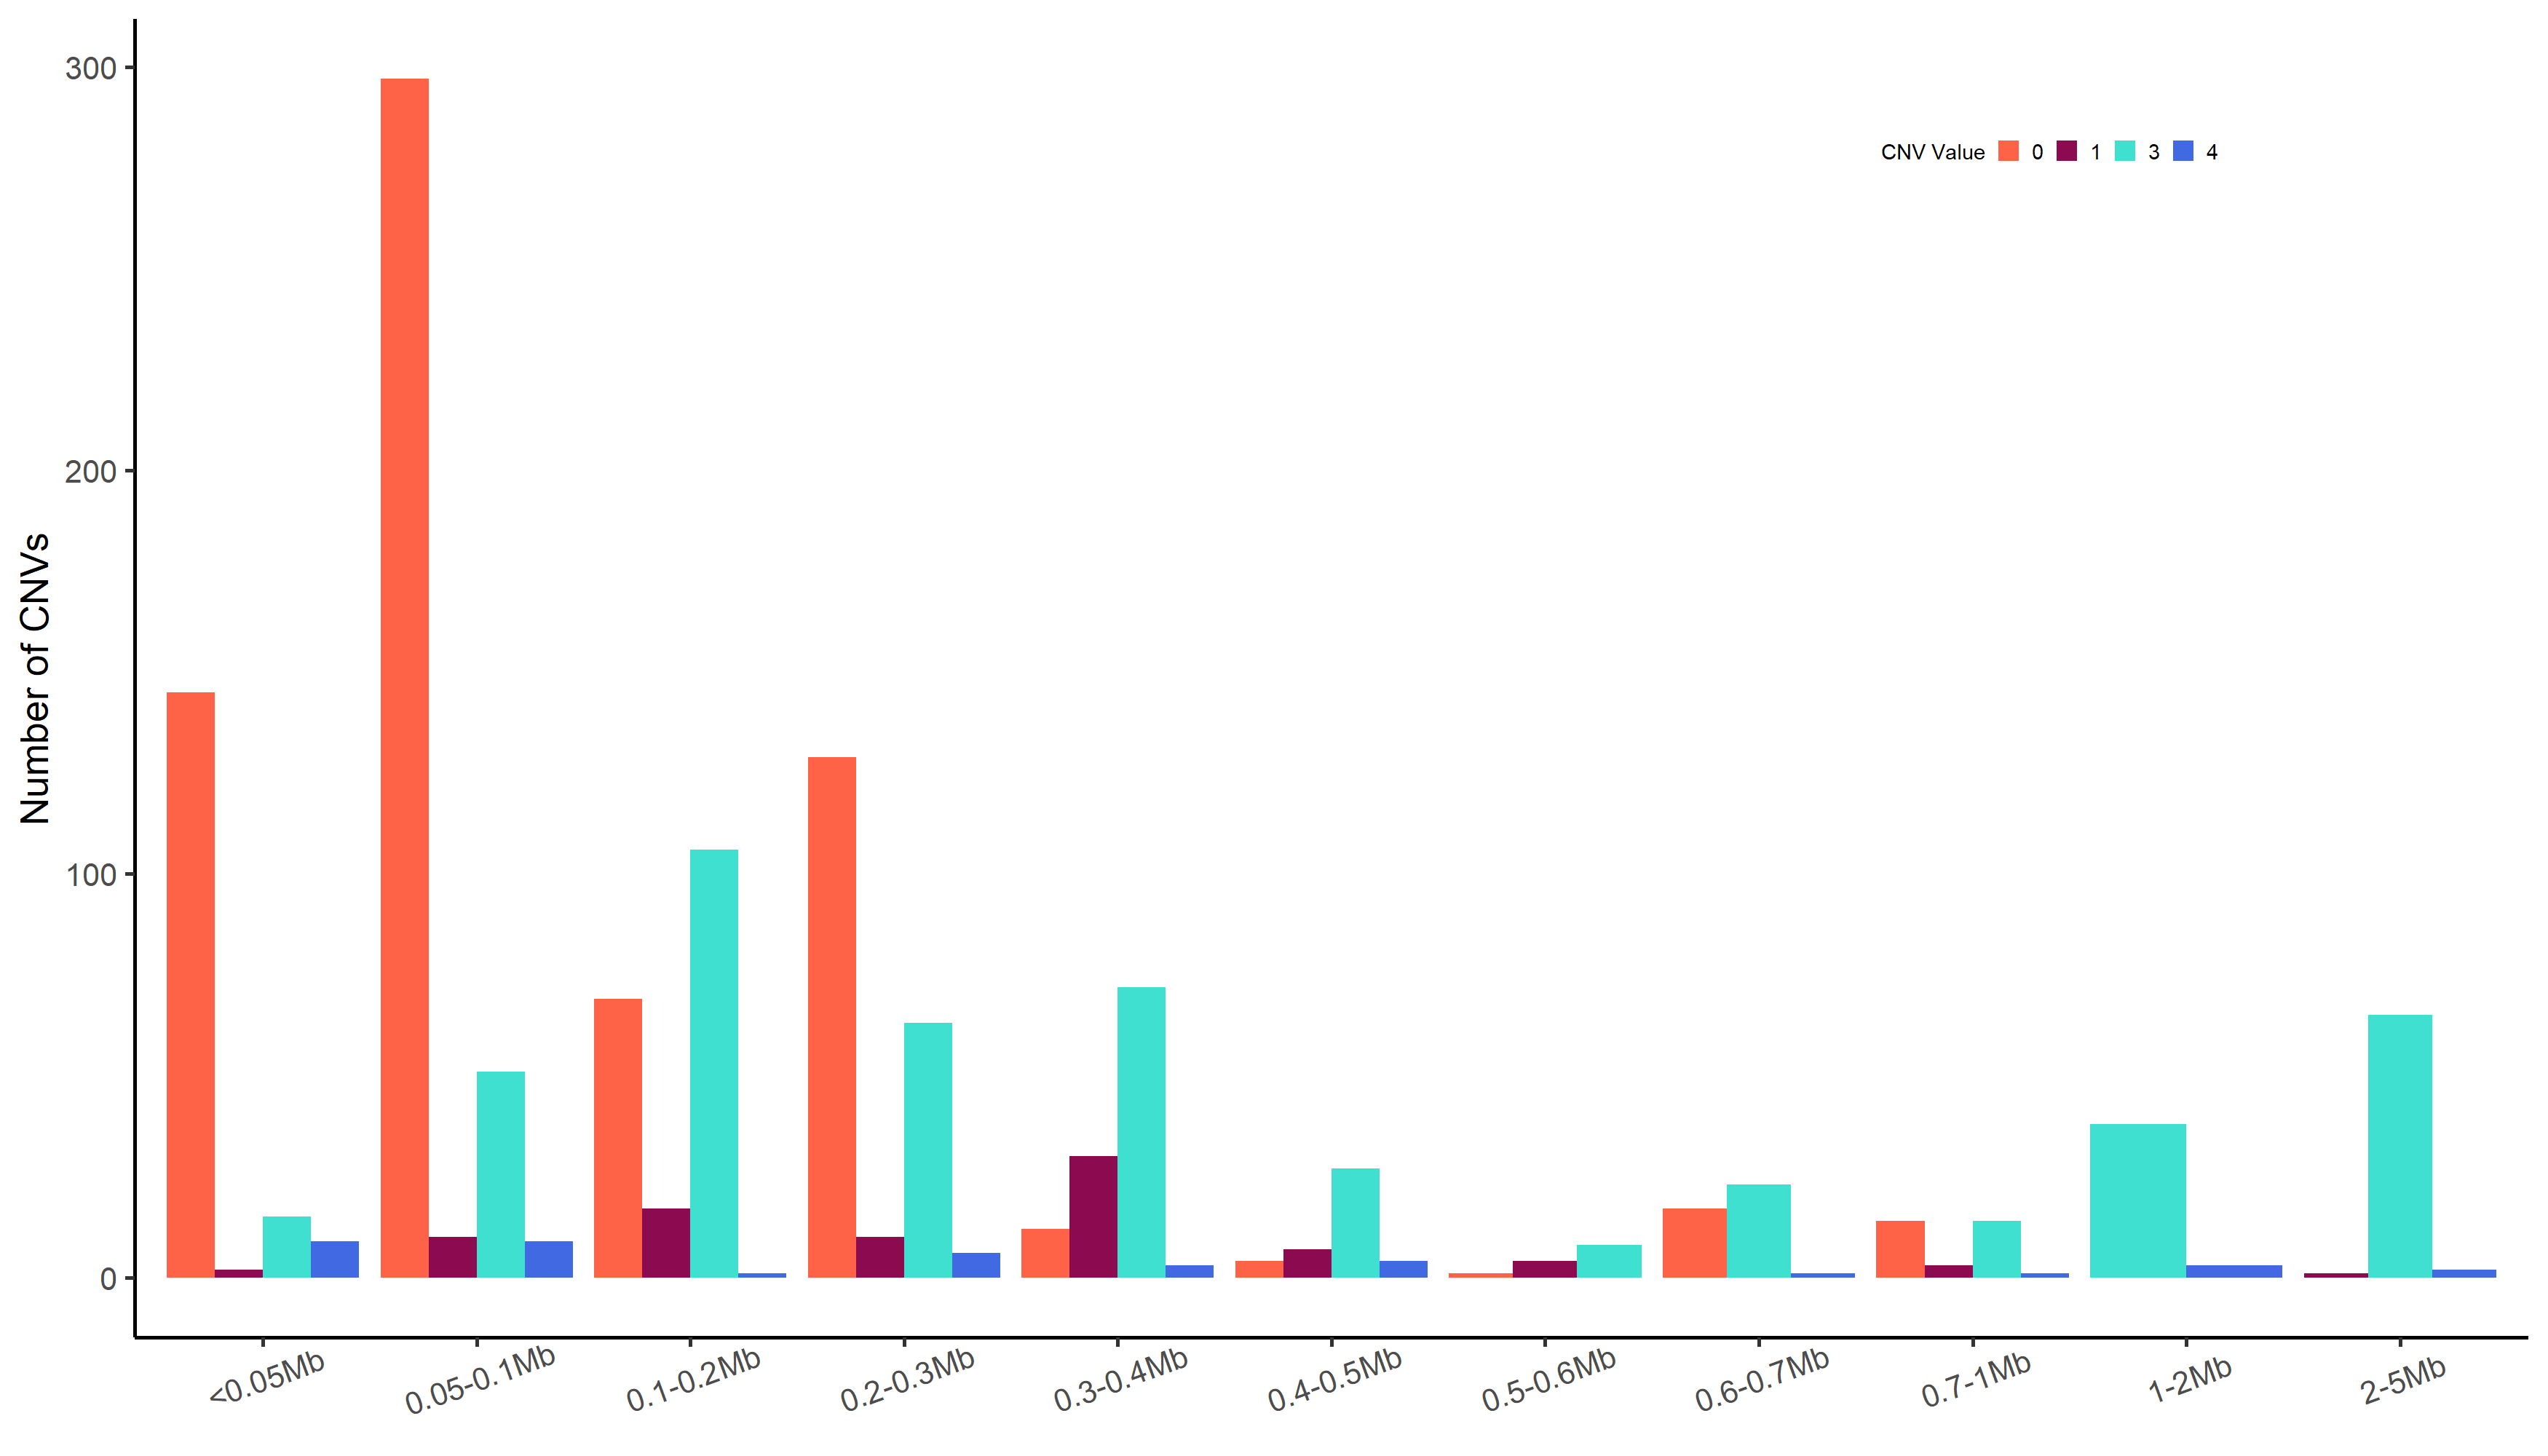 Number of CNVs
300
200
100
0
CNV Value 0 1 3 4
<0.05Mb 0.05-0.1Mb 0.1-0.2Mb 0.2-0.3Mb 0.3-0.4Mb 0.4-0.5Mb 0.5-0.6Mb 0.6-0.7Mb 0.7-1Mb 1-2Mb 2-5Mb